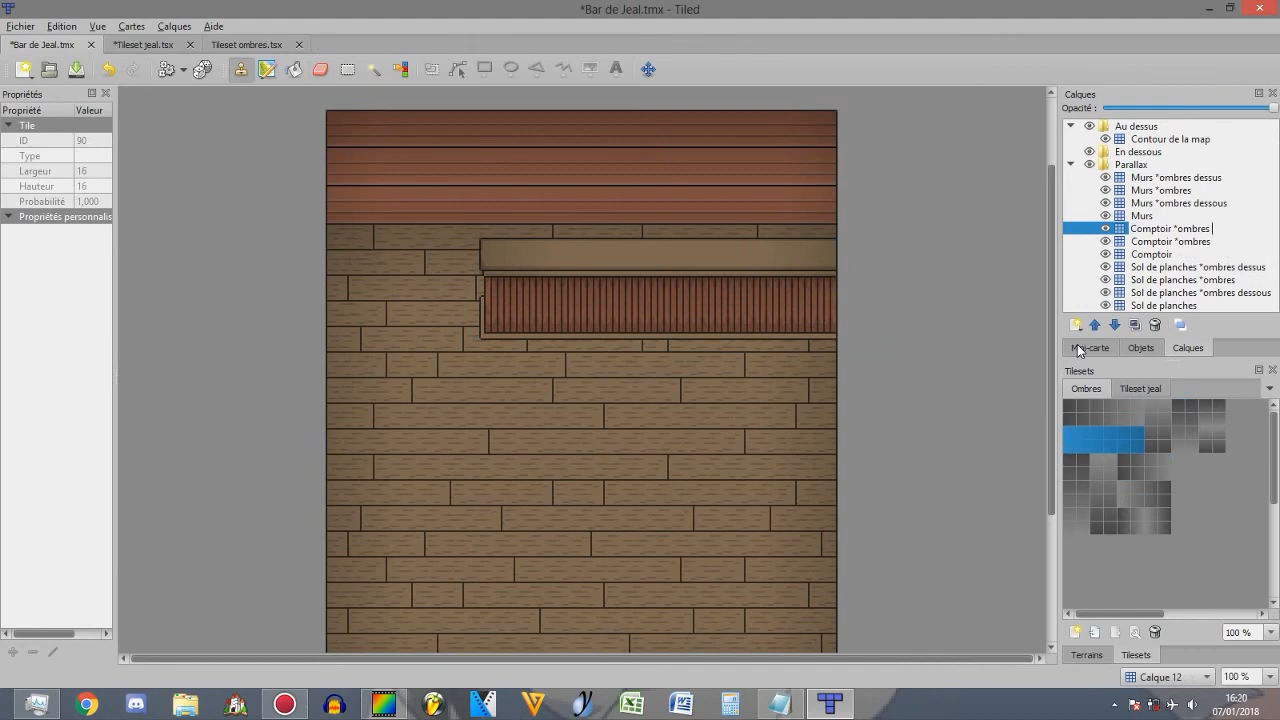 *Bar de Jeal.tmx - Tiled
Fichier Edition Vue Cartes Calques Aide
*Bar de Jeal.tmx *Tileset jeal.tsx Tileset ombres.tsx
Propriétés
Propriété Valeur
Tile
ID 90
Type
Largeur 16
Hauteur 16
Probabilité 1,000
Propriétés personnalis
Calques
Opacité :
Au dessus
Contour de la map
En dessous
Parallax
Murs *ombres dessus
Murs *ombres
Murs *ombres dessous
Murs
Comptoir *ombres
Comptoir *ombres
Comptoir
Sol de planches *ombres dessus
Sol de planches *ombres
Sol de planches *ombres dessous
Sol de planches
Mini-carte Objets Calques
Tilesets
Ombres Tileset jeal
100 %
Terrains Tilesets
Calque 12 100 %
16:20
07/01/2018